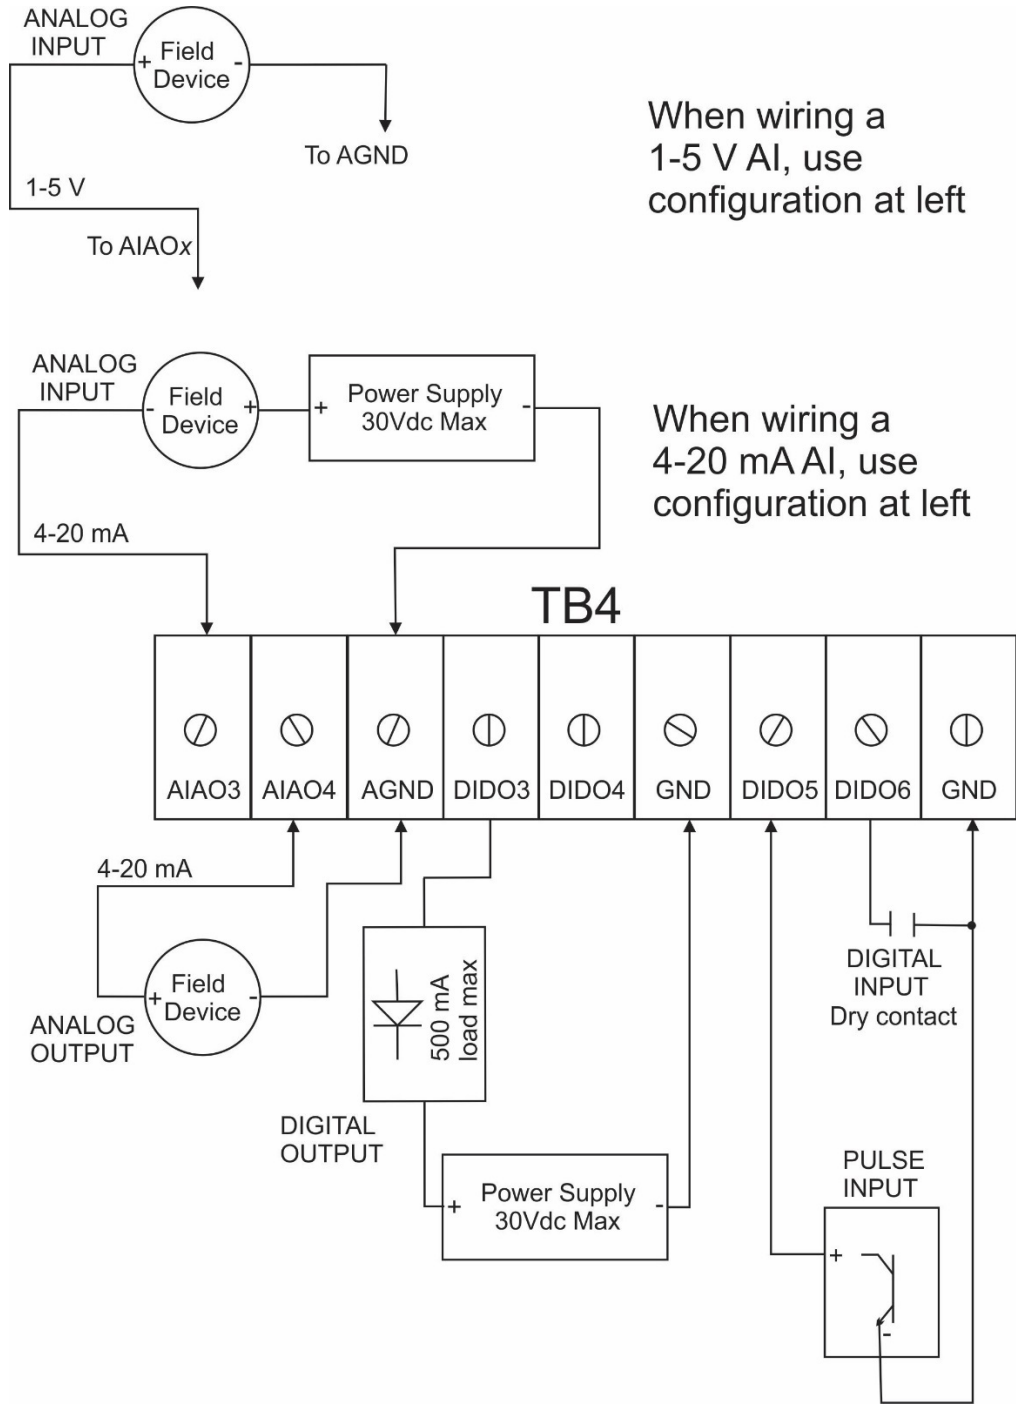 ANALOG
INPUT
+ Field -
Device
To AGND
1-5 V
To AIAOx
When wiring a
1-5 V AI, use
configuration at left
ANALOG
INPUT
- Field +
Device
+ Power Supply -
30Vdc Max
4-20 mA
When wiring a
4-20 mA AI, use
configuration at left
TB4
AIAO3 AIAO4 AGND DIDO3 DIDO4 GND DIDO5 DIDO6 GND
4-20 mA
+ Field -
Device
ANALOG
OUTPUT
500 mA
load max
DIGITAL
OUTPUT
+ Power Supply -
30Vdc Max
DIGITAL
INPUT
Dry contact
PULSE
INPUT
+
-